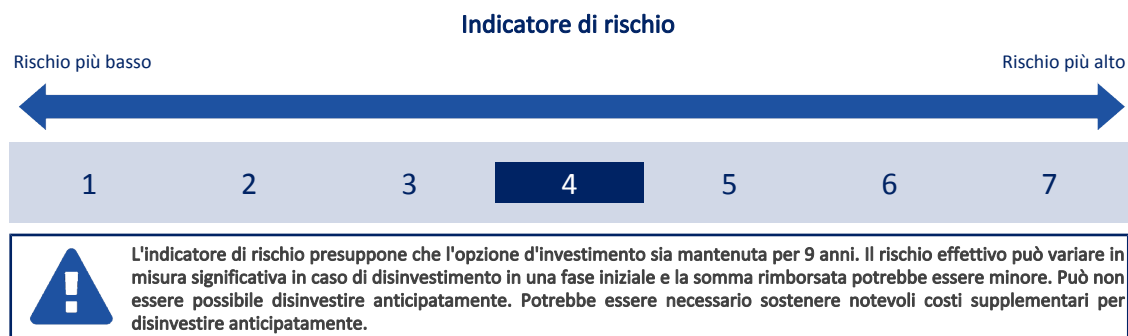 Indicatore di rischio
Rischio più basso
Rischio più alto
1 2 3 4 5 6 7
L'indicatore di rischio presuppone che l'opzione d'investimento sia mantenuta per 9 anni. Il rischio effettivo può variare in
misura significativa in caso di disinvestimento in una fase iniziale e la somma rimborsata potrebbe essere minore. Può non
essere possibile disinvestire anticipatamente. Potrebbe essere necessario sostenere notevoli costi supplementari per
disinvestire anticipatamente.